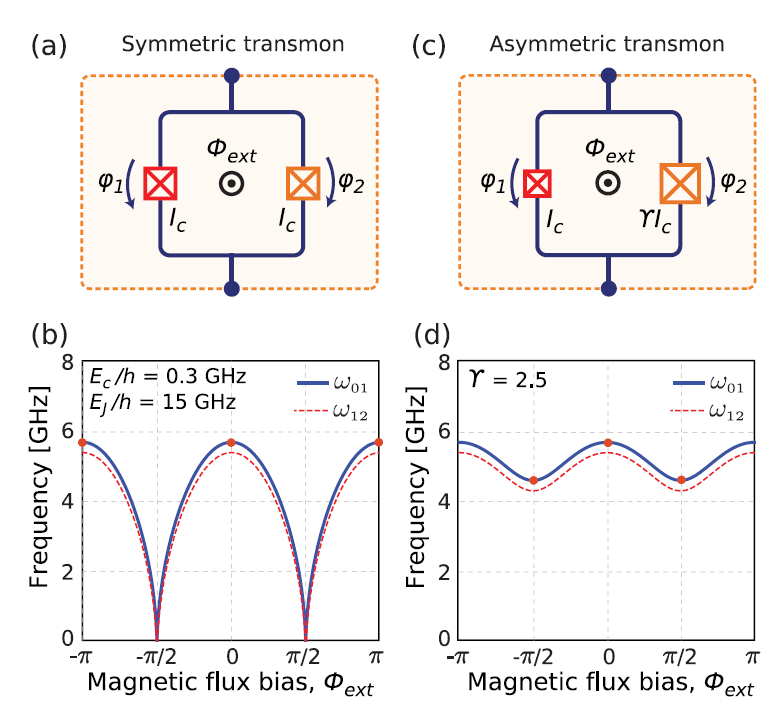 (a) Symmetric transmon
Φext
φ1
φ2
Ic
Ic
(c) Asymmetric transmon
Φext
φ1
φ2
Ic
ϒIc
(b)
8
6
4
2
0
Frequency [GHz]
Ec/h = 0.3 GHz
EJ/h = 15 GHz
ω01
ω12
-π -π/2 0 π/2 π
Magnetic flux bias, Φext
(d)
8
6
4
2
0
Frequency [GHz]
ϒ = 2.5
ω01
ω12
-π -π/2 0 π/2 π
Magnetic flux bias, Φext